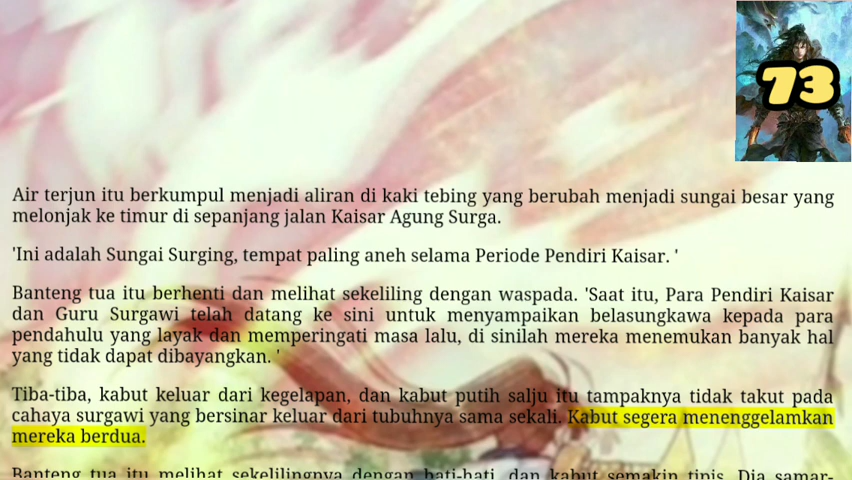 73
Air terjun itu berkumpul menjadi aliran di kaki tebing yang berubah menjadi sungai besar yang
melonjak ke timur di sepanjang jalan Kaisar Agung Surga.
'Ini adalah Sungai Surging, tempat paling aneh selama Periode Pendiri Kaisar. '
Banteng tua itu berhenti dan melihat sekeliling dengan waspada. 'Saat itu, Para Pendiri Kaisar
dan Guru Surgawi telah datang ke sini untuk menyampaikan belasungkawa kepada para
pendahulu yang layak dan memperingati masa lalu, di sinilah mereka menemukan banyak hal
yang tidak dapat dibayangkan. '
Tiba-tiba, kabut keluar dari kegelapan, dan kabut putih salju itu tampaknya tidak takut pada
cahaya surgawi yang bersinar keluar dari tubuhnya sama sekali. Kabut segera menenggelamkan
mereka berdua.
Banteng tua itu melihat sekelilingnya dengan hati-hati, dan kabut semakin tipis. Dia samar-